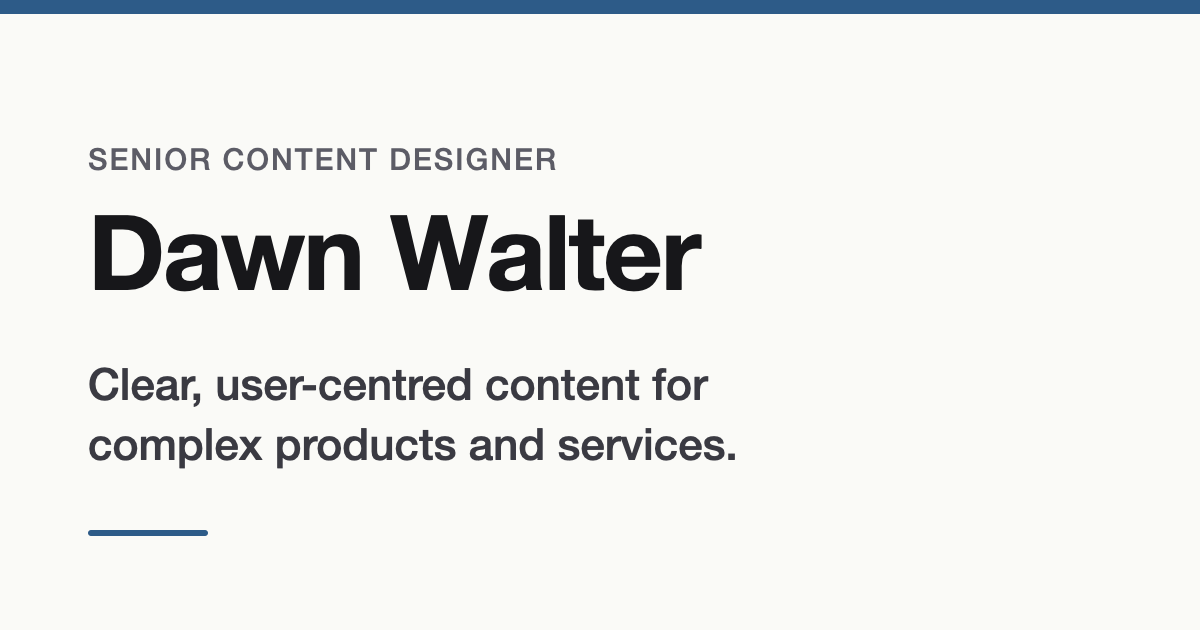 SENIOR CONTENT DESIGNER
Dawn Walter
Clear, user-centred content for
complex products and services.